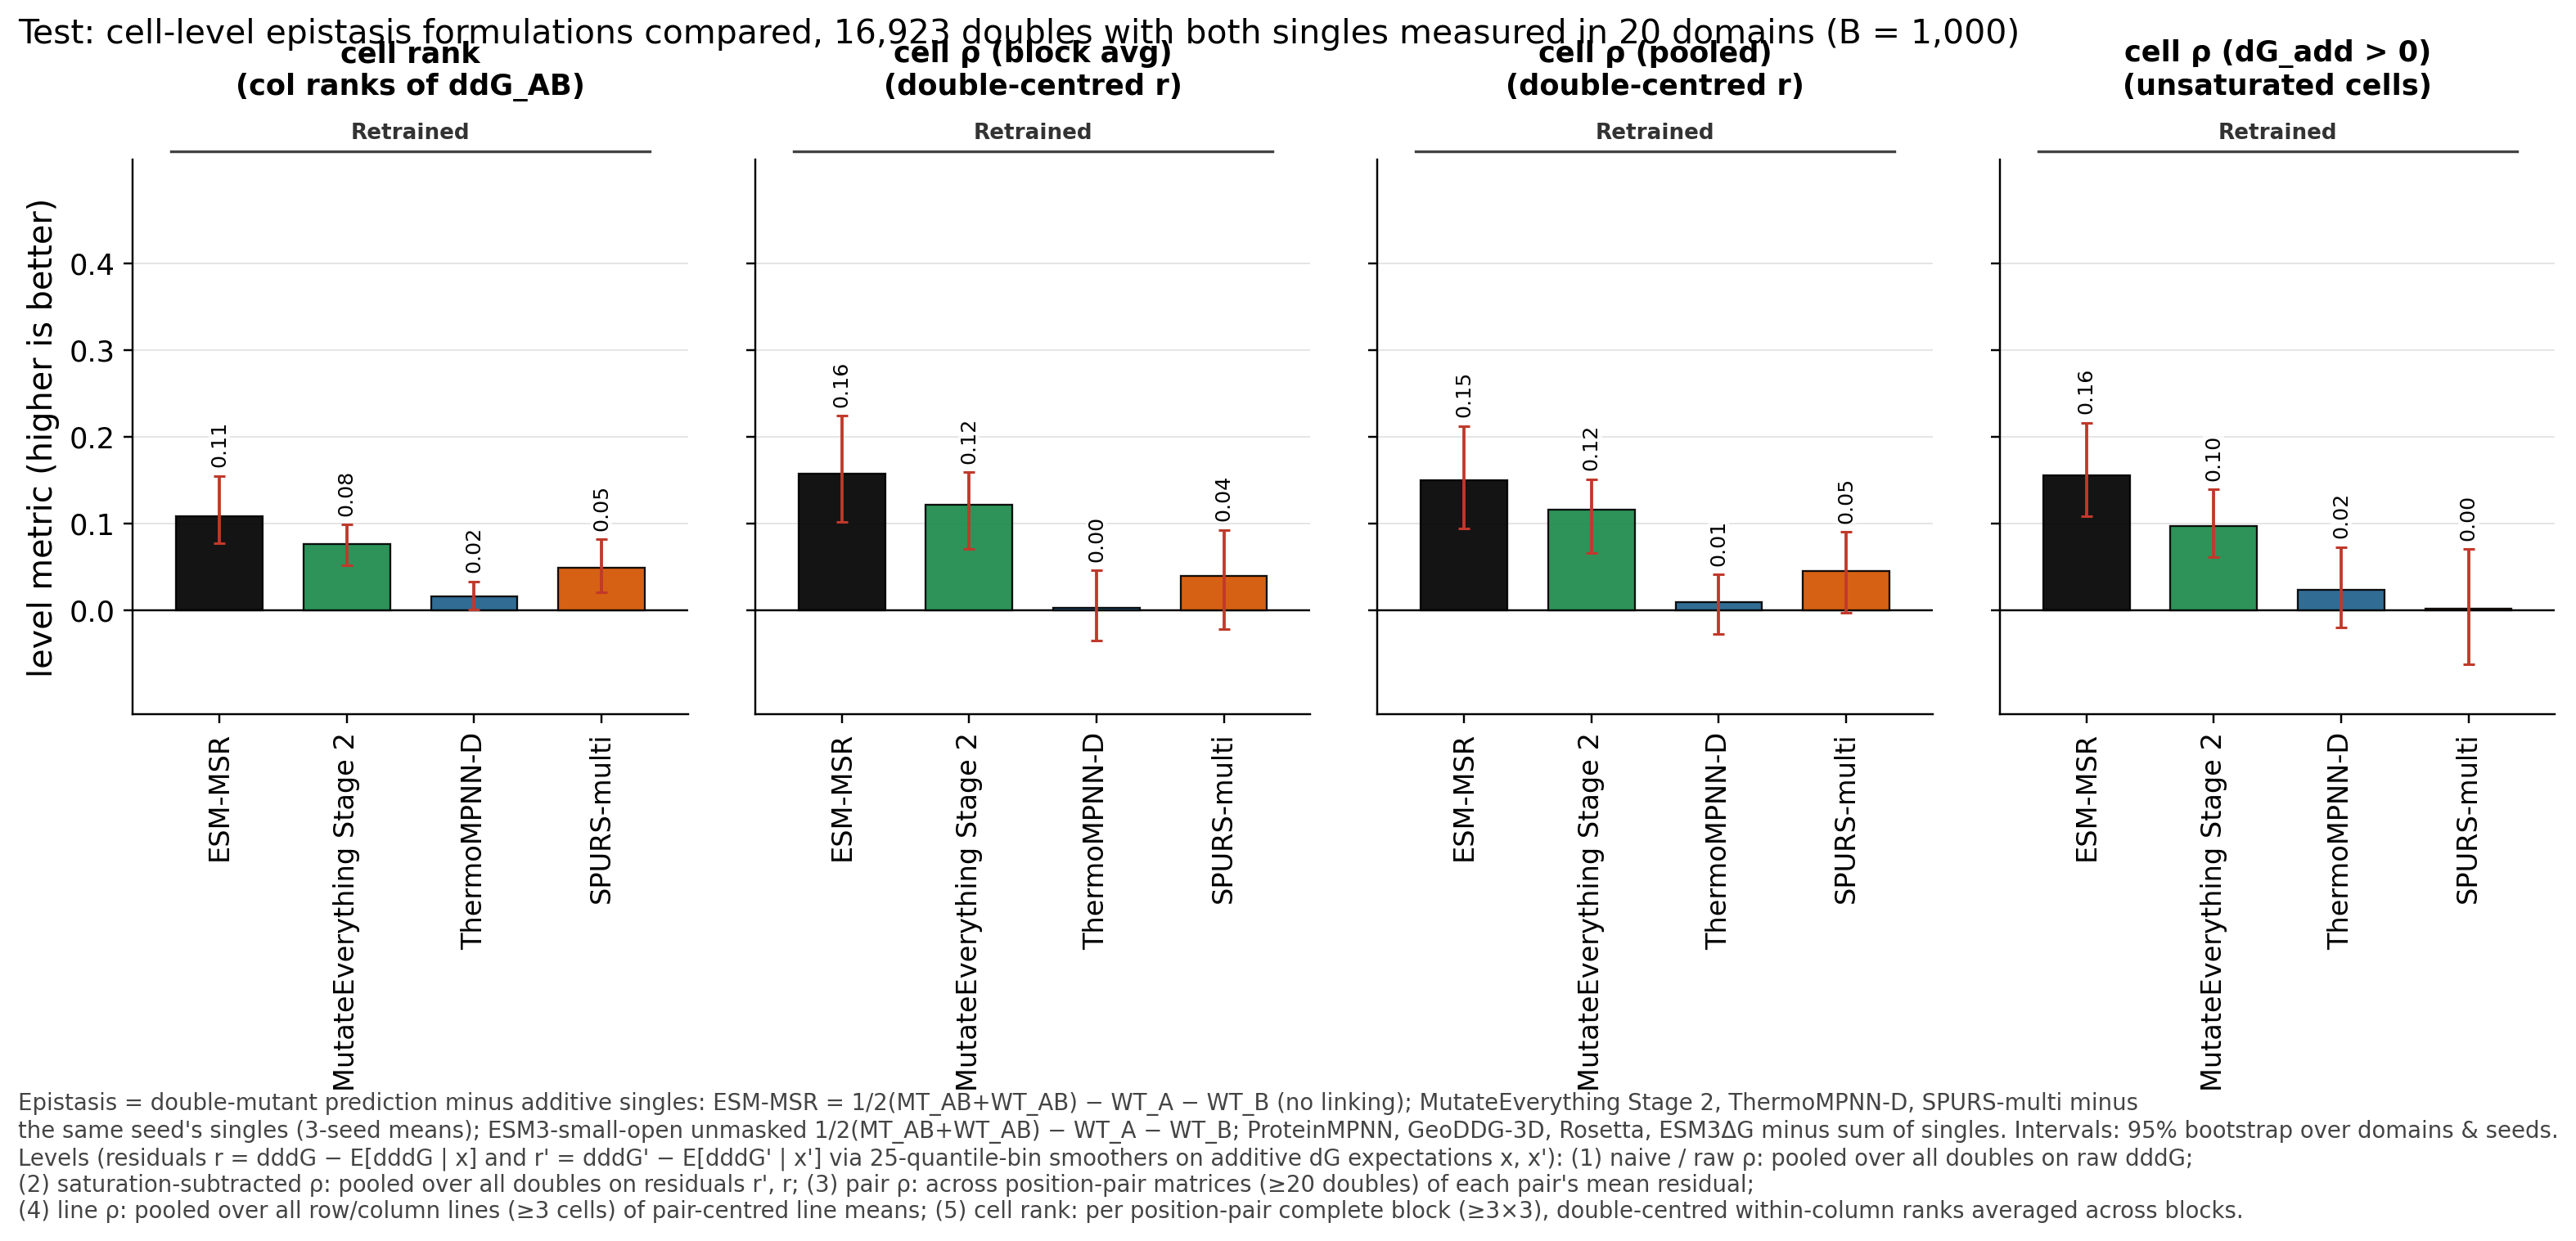 Test: cell-level epistasis formulations compared, 16,923 doubles with both singles measured in 20 domains (B = 1,000)
cell rank
(col ranks of ddG_AB)
cell ρ (block avg)
(double-centred r)
cell ρ (pooled)
(double-centred r)
cell ρ (dG_add > 0)
(unsaturated cells)
Retrained
Retrained
Retrained
Retrained
level metric (higher is better)
0.4
0.3
0.2
0.1
0.0
0.11
0.08
0.02
0.05
0.16
0.12
0.00
0.04
0.15
0.12
0.01
0.05
0.16
0.10
0.02
0.00
ESM-MSR
MutateEverything Stage 2
ThermoMPNN-D
SPURS-multi
ESM-MSR
MutateEverything Stage 2
ThermoMPNN-D
SPURS-multi
ESM-MSR
MutateEverything Stage 2
ThermoMPNN-D
SPURS-multi
ESM-MSR
MutateEverything Stage 2
ThermoMPNN-D
SPURS-multi
Epistasis = double-mutant prediction minus additive singles: ESM-MSR = 1/2(MT_AB+WT_AB) − WT_A − WT_B (no linking); MutateEverything Stage 2, ThermoMPNN-D, SPURS-multi minus
the same seed's singles (3-seed means); ESM3-small-open unmasked 1/2(MT_AB+WT_AB) − WT_A − WT_B; ProteinMPNN, GeoDDG-3D, Rosetta, ESM3ΔG minus sum of singles. Intervals: 95% bootstrap over domains & seeds.
Levels (residuals r = dddG − E[dddG | x] and r' = dddG' − E[dddG' | x'] via 25-quantile-bin smoothers on additive dG expectations x, x'): (1) naive / raw ρ: pooled over all doubles on raw dddG;
(2) saturation-subtracted ρ: pooled over all doubles on residuals r', r; (3) pair ρ: across position-pair matrices (≥20 doubles) of each pair's mean residual;
(4) line ρ: pooled over all row/column lines (≥3 cells) of pair-centred line means; (5) cell rank: per position-pair complete block (≥3×3), double-centred within-column ranks averaged across blocks.